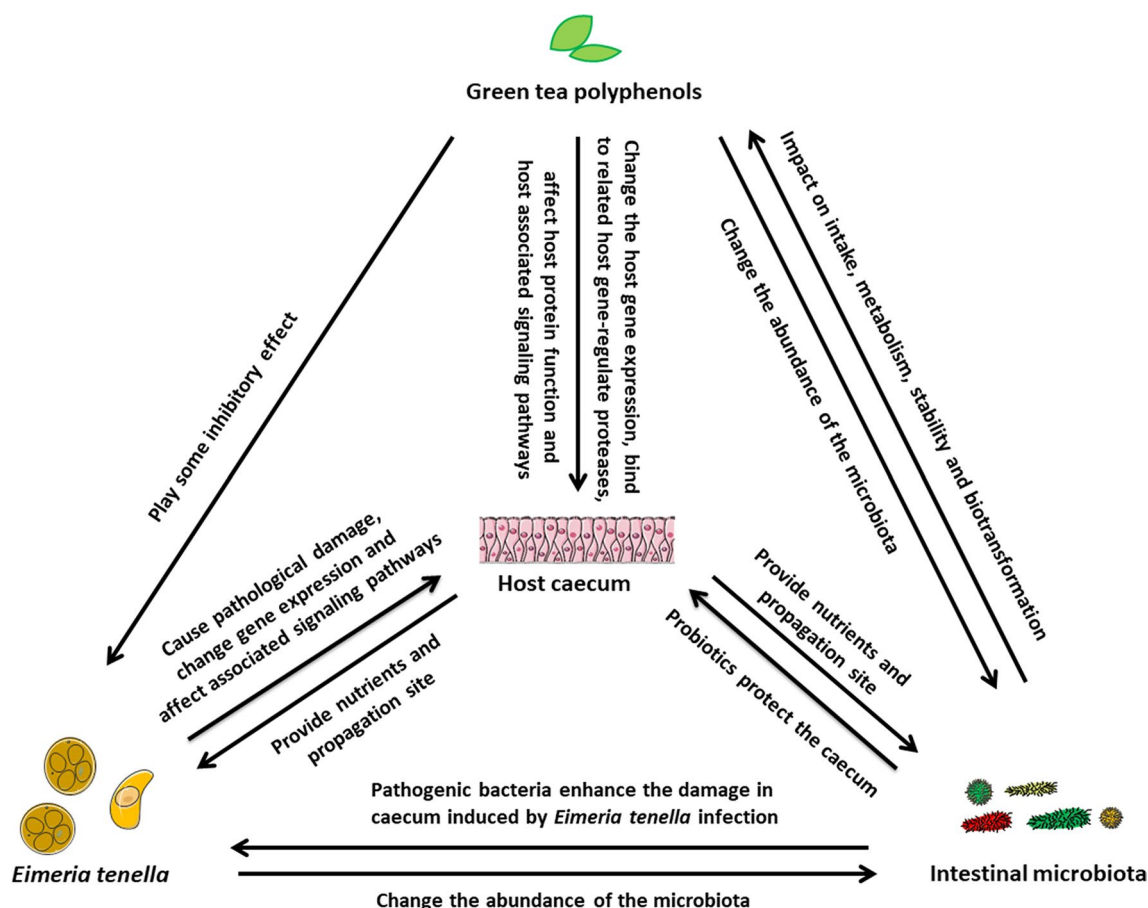 Green tea polyphenols
Play some inhibitory effect
Change the host gene expression, bind
to related host gene-regulate proteases,
affect host protein function and
host associated signaling pathways
Change the abundance of the microbiota
Impact on intake, metabolism, stability and biotransformation
Host caecum
Cause pathological damage,
change gene expression and
affect associated signaling pathways
Provide nutrients and
propagation site
Provide nutrients and
propagation site
Probiotics protect the caecum
Pathogenic bacteria enhance the damage in
caecum induced by Eimeria tenella infection
Eimeria tenella
Intestinal microbiota
Change the abundance of the microbiota